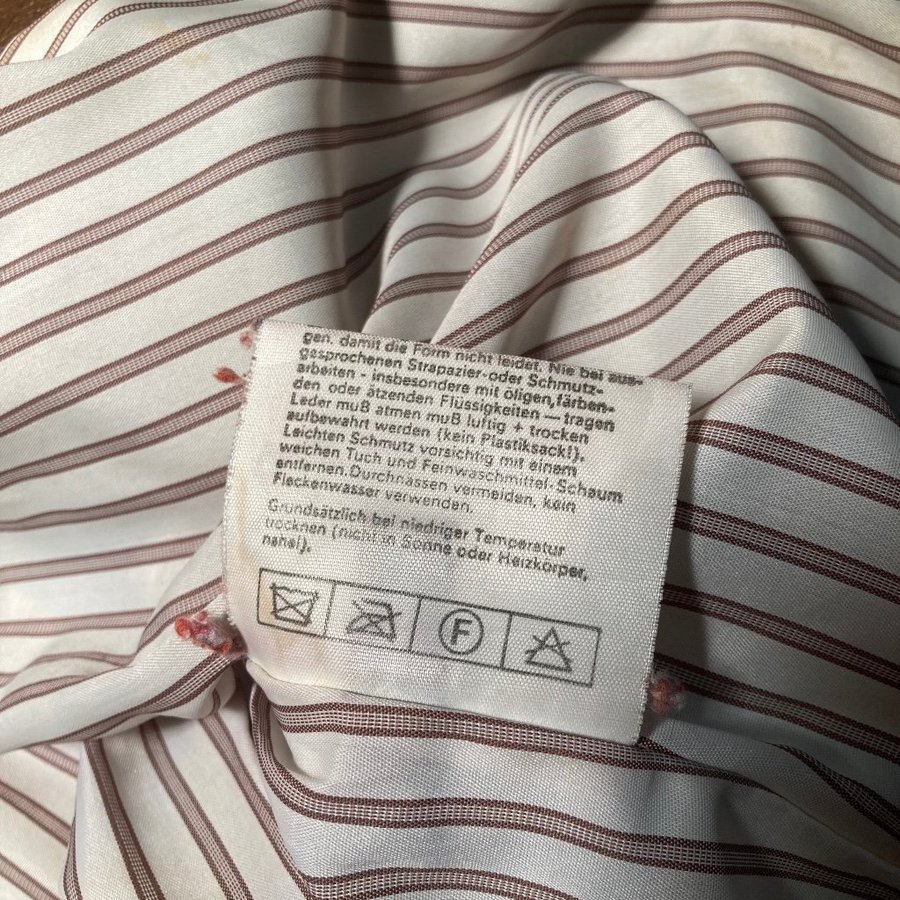 gen. damit die Form nicht leidet. Nie bei aus-
gesprochenen Strapazier-oder Schmutz-
arbeiten - insbesondere mit öligen, färben-
den oder ätzenden Flüssigkeiten — tragen
Leder muß atmen muß luftig + trocken
aufbewahrt werden (kein Plastiksack!).
Leichten Schmutz vorsichtig mit einem
weichen Tuch und Feinwaschmittel-Schaum
entfernen. Durchnässen vermeiden, kein
Fleckenwasser verwenden.
Grundsätzlich bei niedriger Temperatur
trocknen (nicht in Sonne oder Heizkörper,
nähe!).
F
A